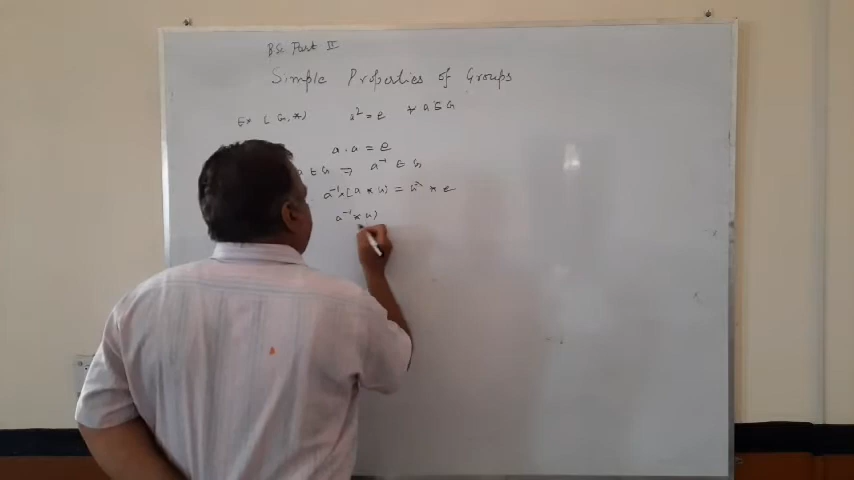 BSc. Part II
Simple Properties of Groups
Ex (G, *) a² = e ∀ a ∈ G
a . a = e
a ∈ G ⇒ a⁻¹ ∈ G
a⁻¹ * (a * a) = a⁻¹ * e
a⁻¹ * a)